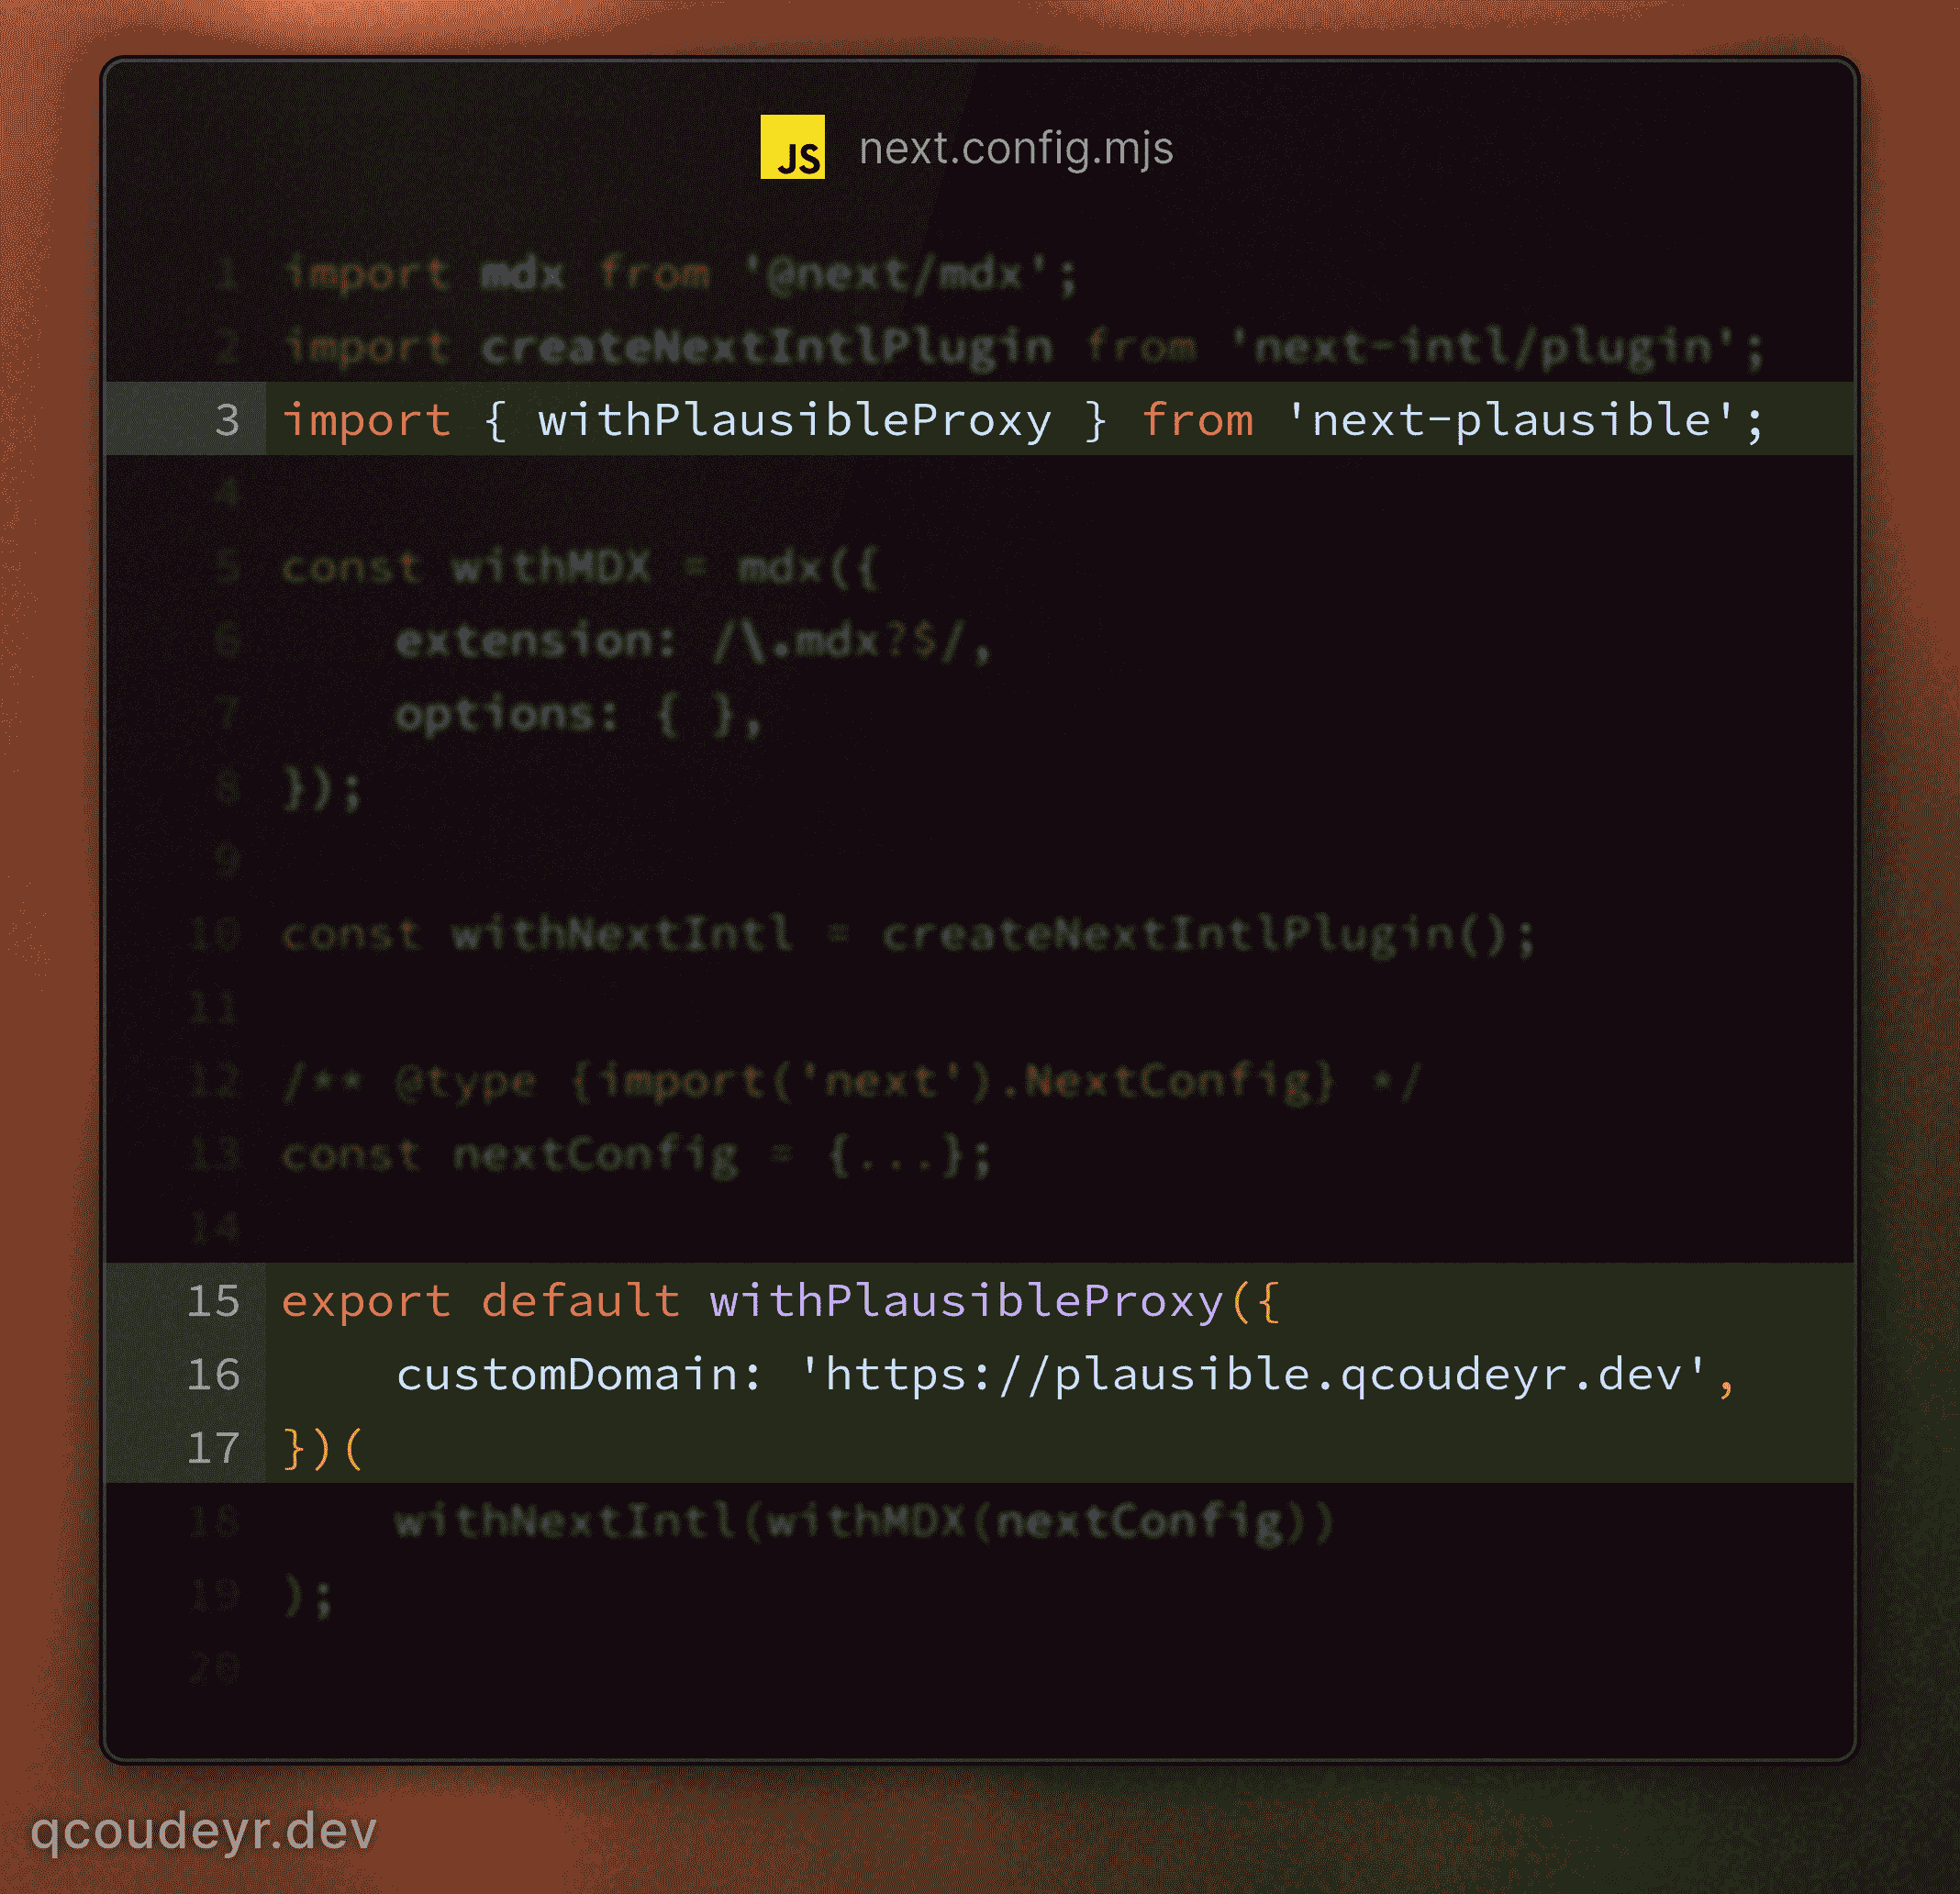 JS next.config.mjs
1 import mdx from '@next/mdx';
2 import createNextIntlPlugin from 'next-intl/plugin';
3 import { withPlausibleProxy } from 'next-plausible';
4
5 const withMDX = mdx({
6     extension: /\.mdx?$/,
7     options: { },
8 });
9
10 const withNextIntl = createNextIntlPlugin();
11
12 /** @type {import('next').NextConfig} */
13 const nextConfig = {...};
14
15 export default withPlausibleProxy({
16     customDomain: 'https://plausible.qcoudeyr.dev',
17 })(
18     withNextIntl(withMDX(nextConfig))
19 );
20
qcoudeyr.dev